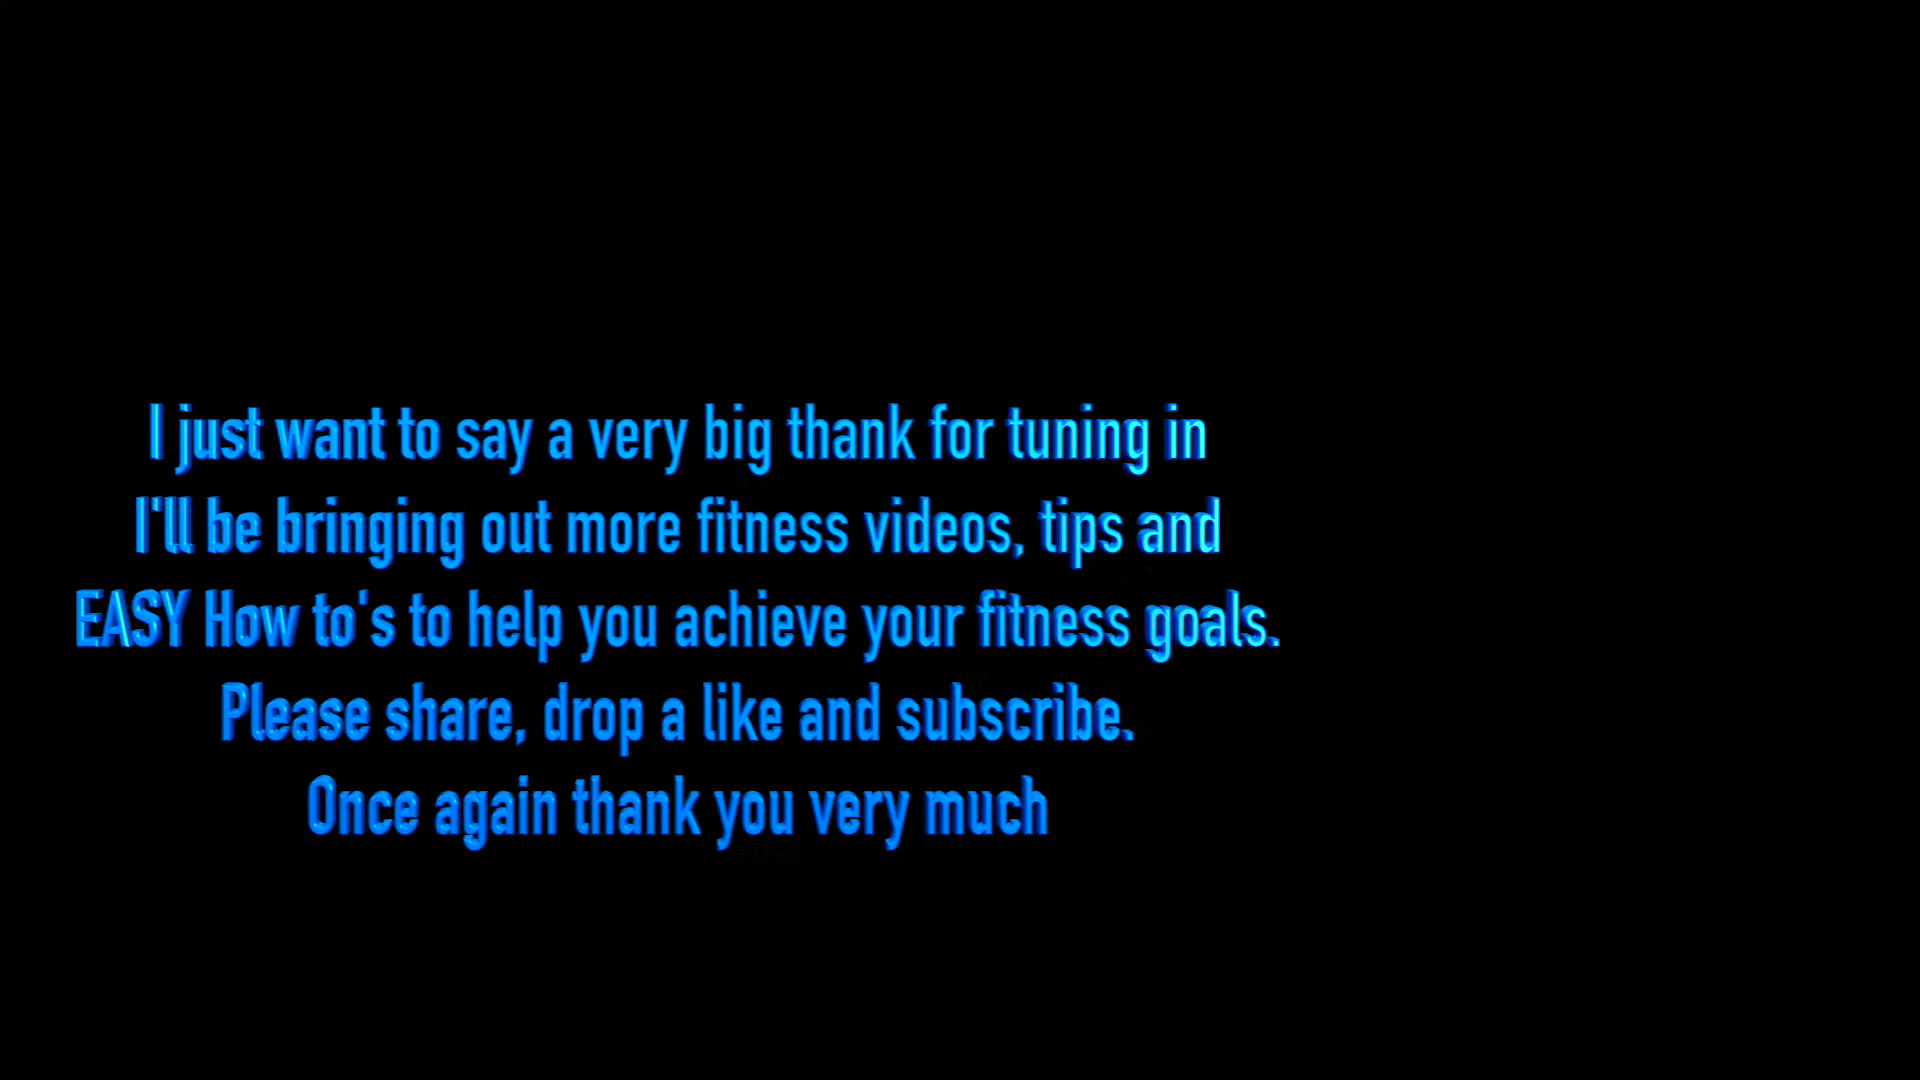 I just want to say a very big thank for tuning in
I'll be bringing out more fitness videos, tips and
EASY How to's to help you achieve your fitness goals.
Please share, drop a like and subscribe.
Once again thank you very much